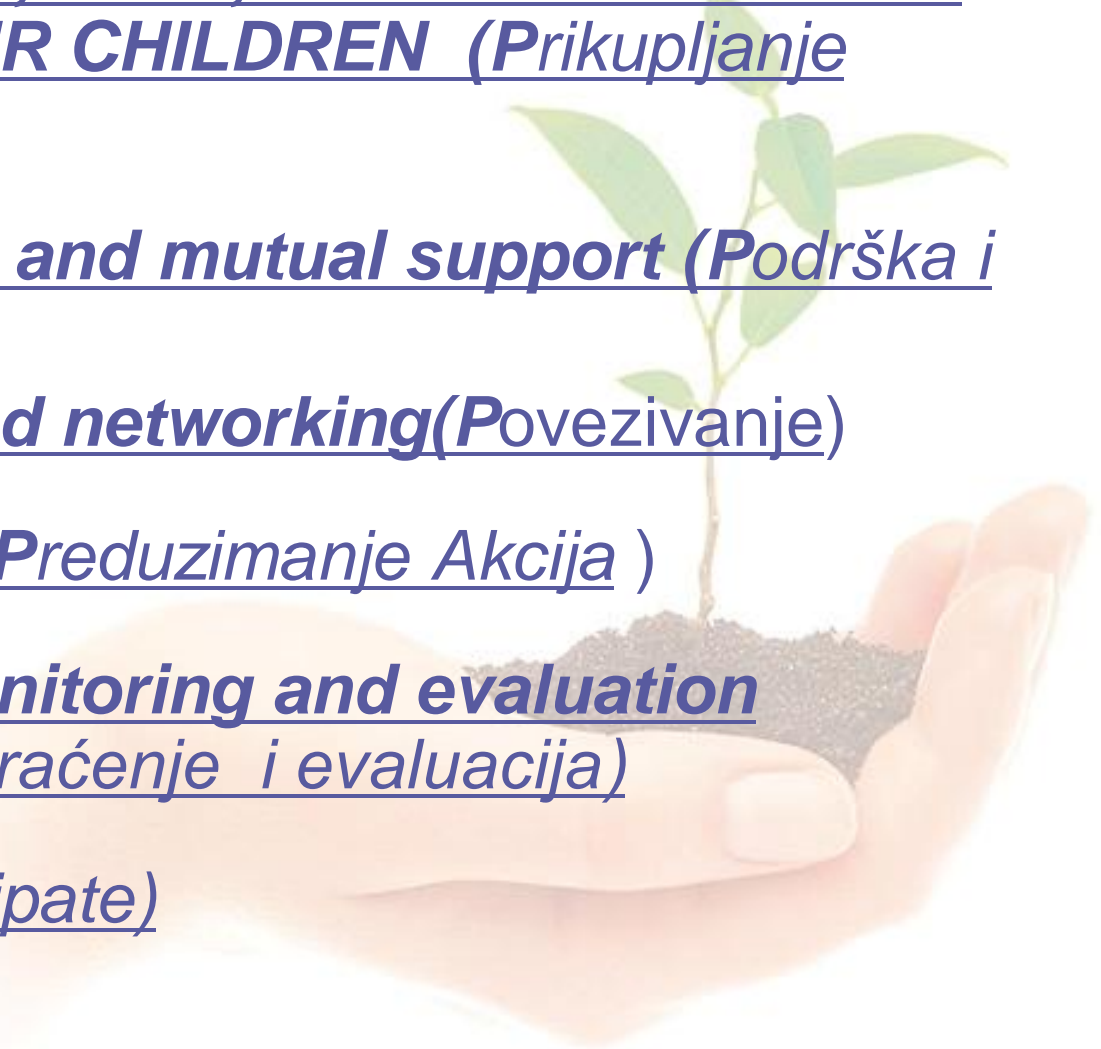 R CHILDREN (Prikupljanje
and mutual support (Podrška i
d networking(Povezivanje)
Preduzimanje Akcija )
nitoring and evaluation
raćenje i evaluacija)
ipate)